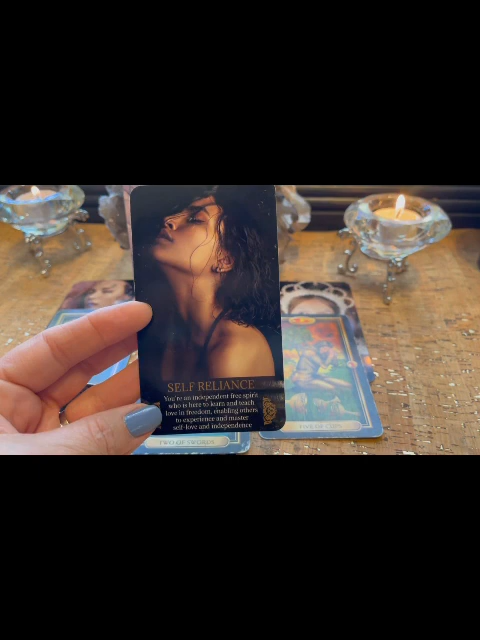 SELF RELIANCE
You're an independent free spirit
who is here to learn and teach
love in freedom, enabling others
to experience and master
self-love and independence
TWO OF SWORDS